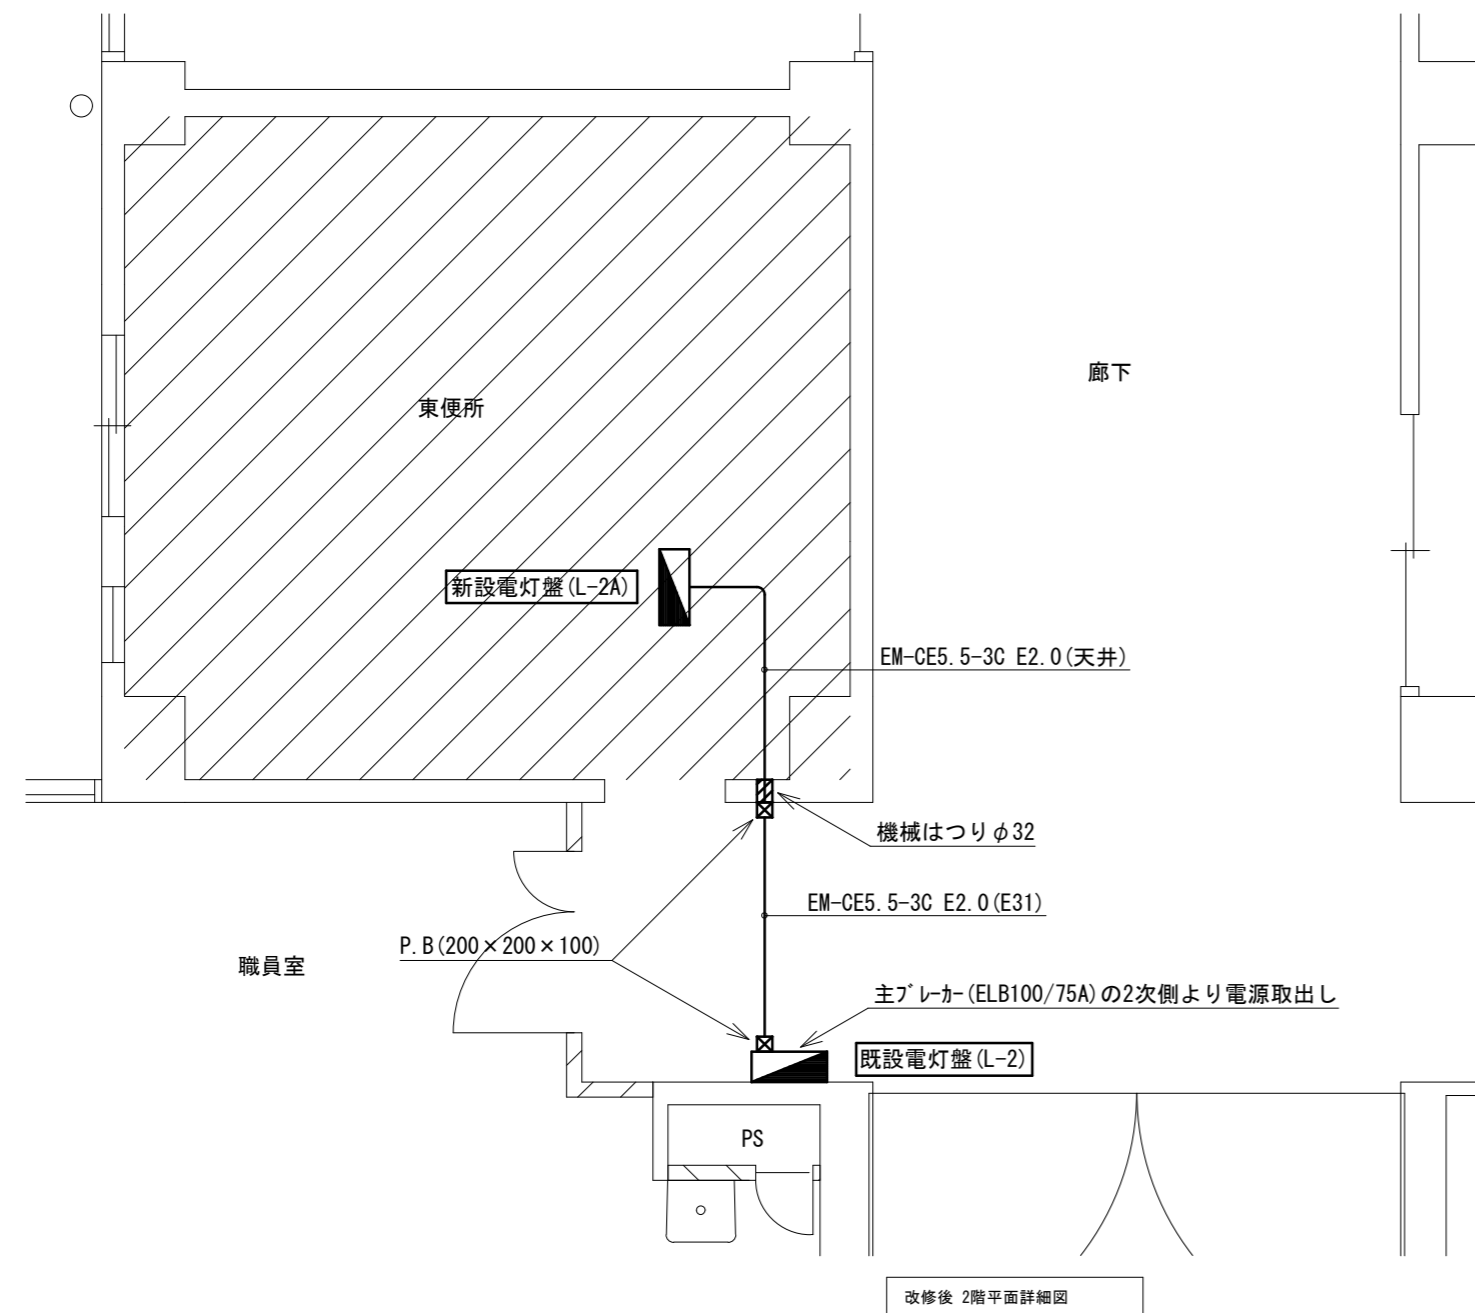 廊下
東便所
新設電灯盤(L-2A)
EM-CE5.5-3C E2.0(天井)
機械はつりφ32
EM-CE5.5-3C E2.0(E31)
P.B(200×200×100)
職員室
主ﾌﾞﾚｰｶｰ(ELB100/75A)の2次側より電源取出し
既設電灯盤(L-2)
PS
改修後 2階平面詳細図